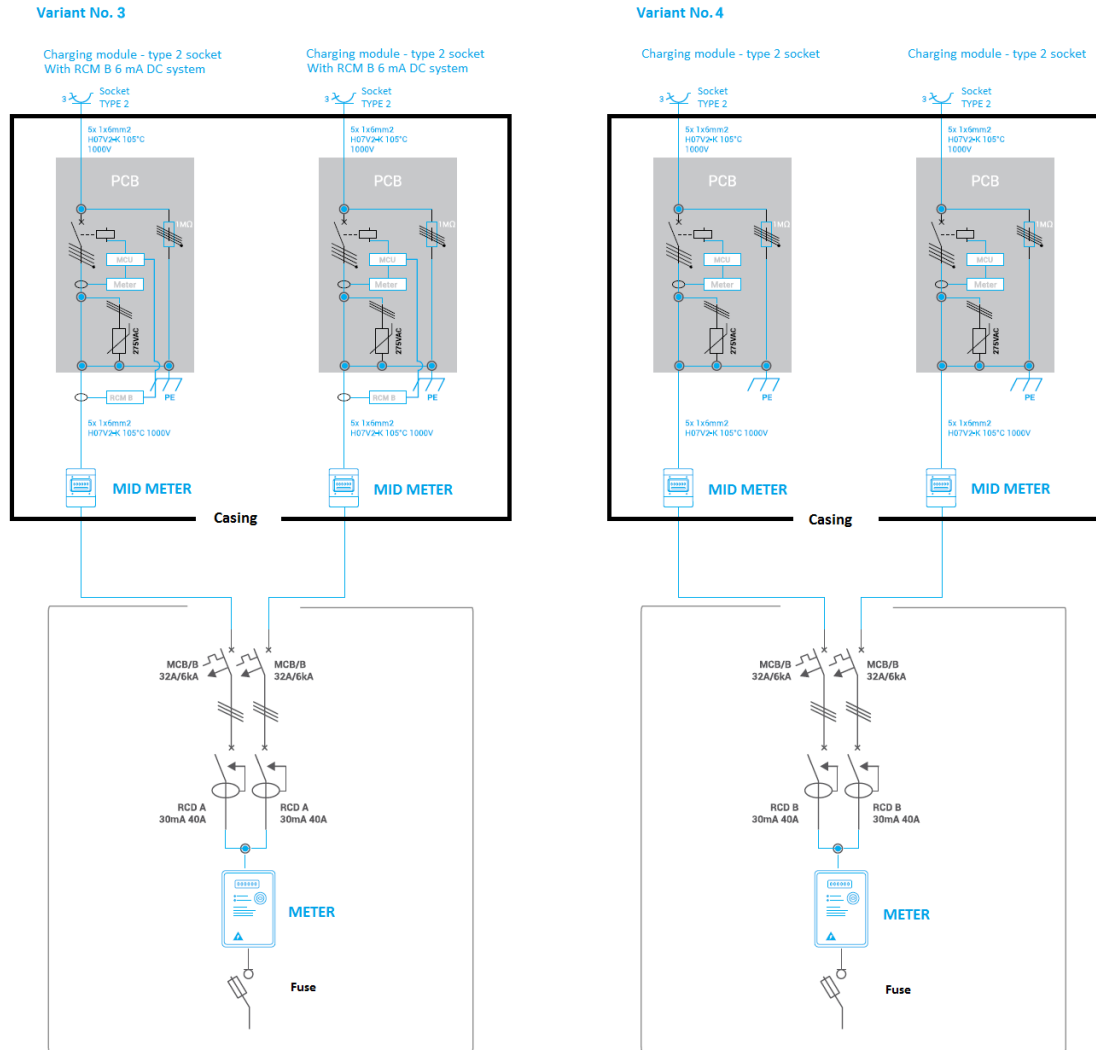 Variant No. 3
Charging module - type 2 socket
With RCM B 6 mA DC system
Charging module - type 2 socket
With RCM B 6 mA DC system
3
Socket
TYPE 2
3
Socket
TYPE 2
5x 1x6mm2
H07V2-K 105°C
1000V
5x 1x6mm2
H07V2-K 105°C
1000V
PCB
PCB
1MΩ
1MΩ
MCU
MCU
Meter
Meter
275VAC
275VAC
RCM B
PE
RCM B
PE
5x 1x6mm2
H07V2-K 105°C 1000V
5x 1x6mm2
H07V2-K 105°C 1000V
MID METER
MID METER
Casing
MCB/B
32A/6kA
MCB/B
32A/6kA
RCD A
30mA 40A
RCD A
30mA 40A
METER
Fuse
Variant No. 4
Charging module - type 2 socket
Charging module - type 2 socket
3
Socket
TYPE 2
3
Socket
TYPE 2
5x 1x6mm2
H07V2-K 105°C
1000V
5x 1x6mm2
H07V2-K 105°C
1000V
PCB
PCB
1MΩ
1MΩ
MCU
MCU
Meter
Meter
275VAC
275VAC
PE
PE
5x 1x6mm2
H07V2-K 105°C 1000V
5x 1x6mm2
H07V2-K 105°C 1000V
MID METER
MID METER
Casing
MCB/B
32A/6kA
MCB/B
32A/6kA
RCD B
30mA 40A
RCD B
30mA 40A
METER
Fuse